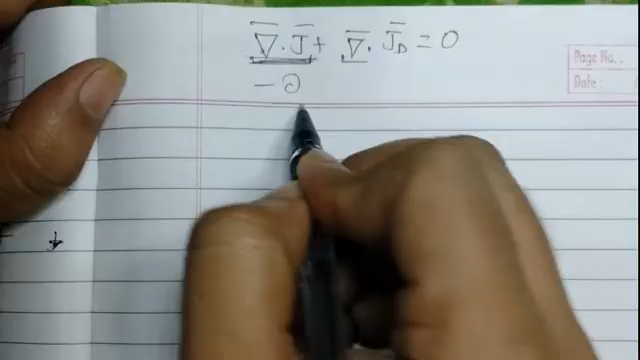 ∇̅ . J̅ + ∇̅ . J̅_D = 0
− ∂
Page No.
Date